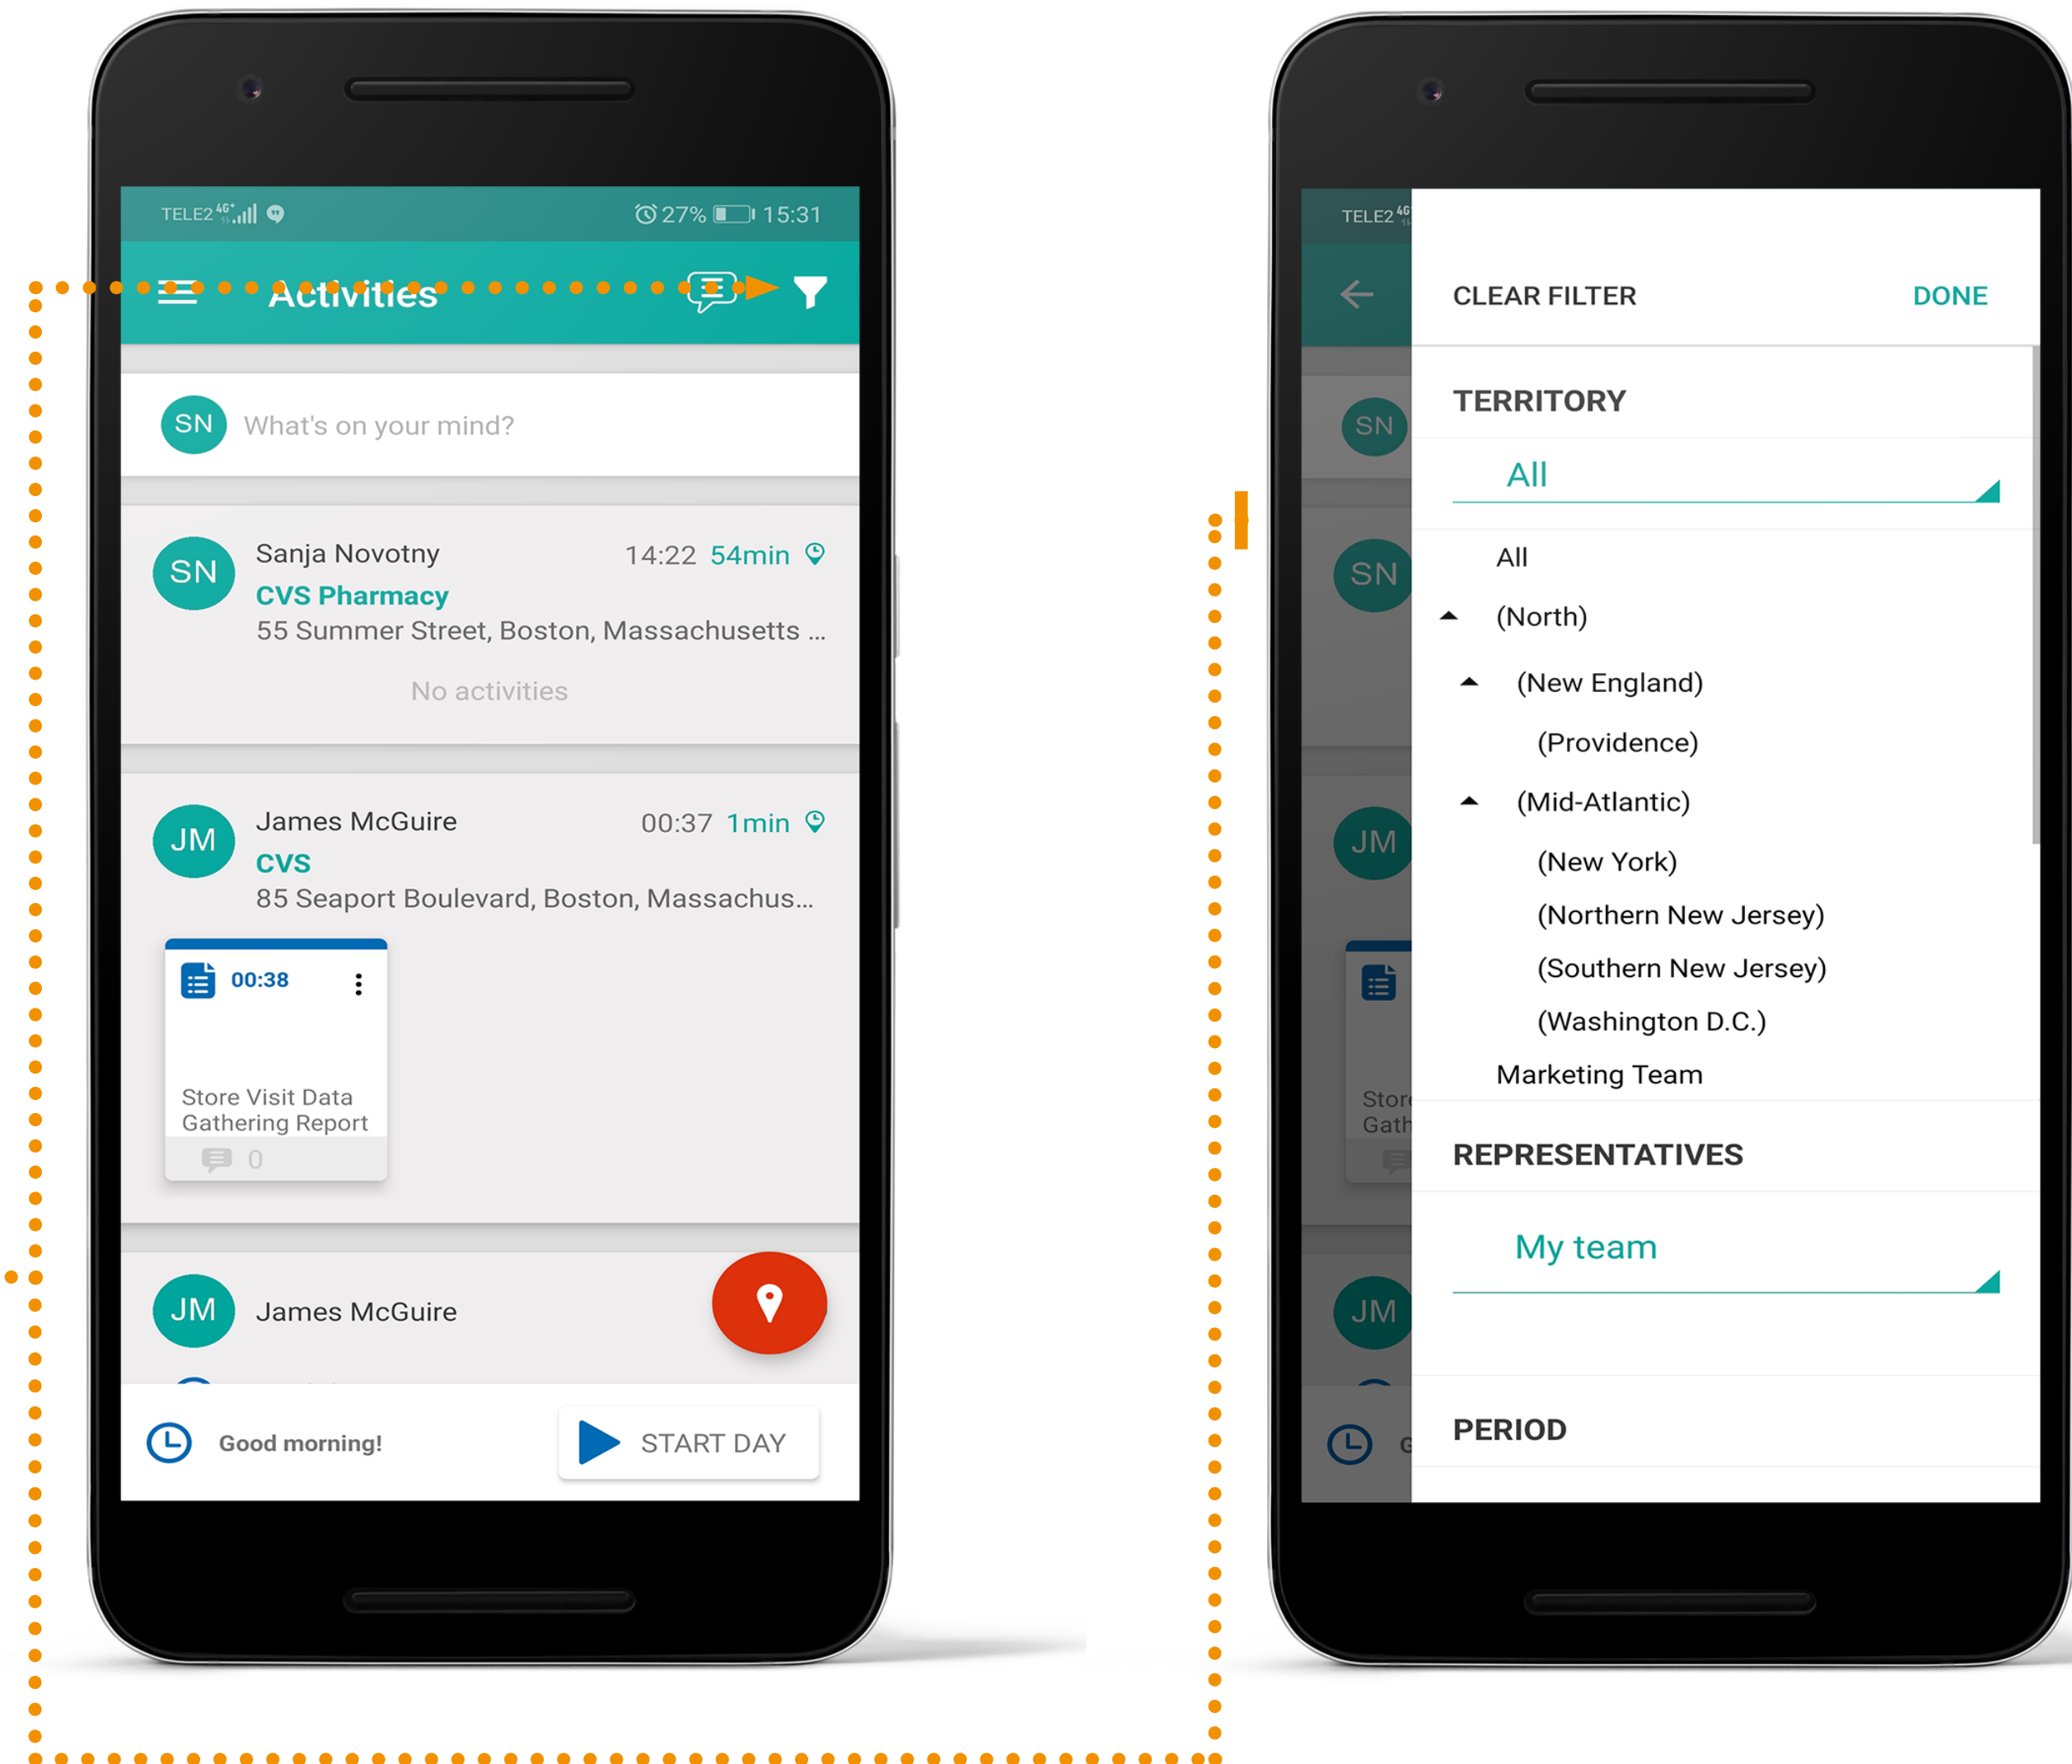 TELE2 4G+ 27% 15:31
Activities
SN What's on your mind?
SN Sanja Novotny 14:22 54min
CVS Pharmacy
55 Summer Street, Boston, Massachusetts ...
No activities
JM James McGuire 00:37 1min
CVS
85 Seaport Boulevard, Boston, Massachus...
00:38
Store Visit Data
Gathering Report
0
JM James McGuire
Good morning! START DAY
TELE2 4G
CLEAR FILTER DONE
SN
SN
JM
Store
Gath
JM
G
TERRITORY
All
All
(North)
(New England)
(Providence)
(Mid-Atlantic)
(New York)
(Northern New Jersey)
(Southern New Jersey)
(Washington D.C.)
Marketing Team
REPRESENTATIVES
My team
PERIOD